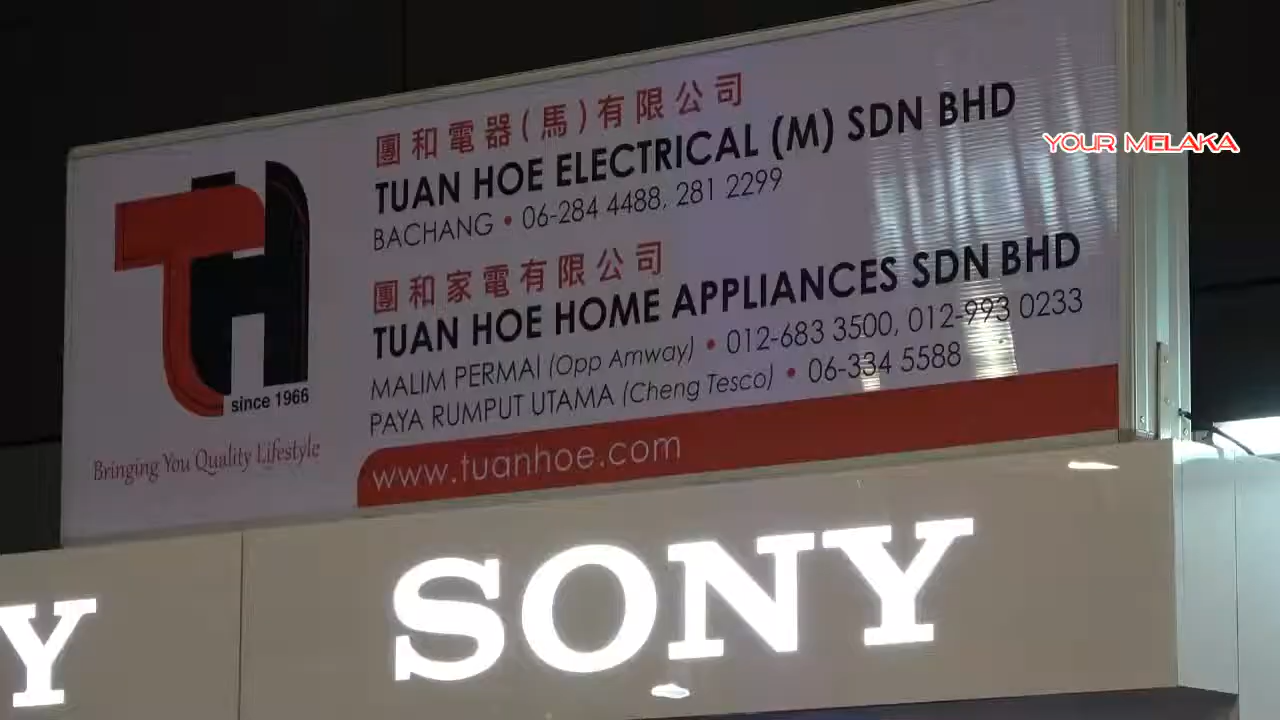 團和電器(馬)有限公司
TUAN HOE ELECTRICAL (M) SDN BHD
BACHANG • 06-284 4488, 281 2299
團和家電有限公司
TUAN HOE HOME APPLIANCES SDN BHD
MALIM PERMAI (Opp Amway) • 012-683 3500, 012-993 0233
PAYA RUMPUT UTAMA (Cheng Tesco) • 06-334 5588
www.tuanhoe.com
TH
since 1966
Bringing You Quality Lifestyle
YOUR MELAKA
Y
SONY